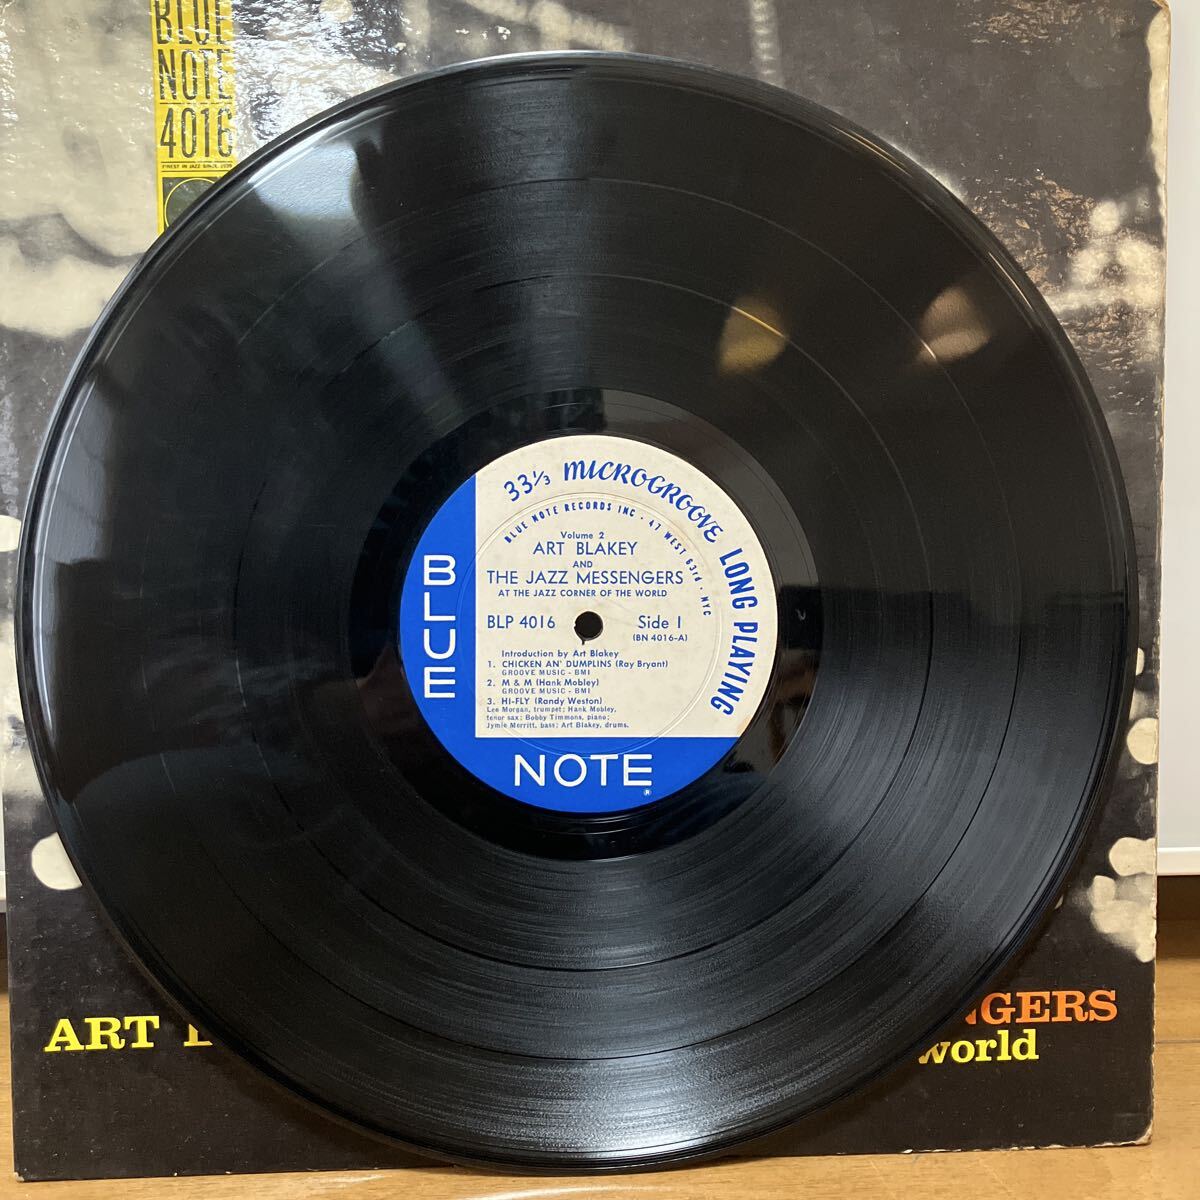 BLUE
NOTE
4016
FINEST IN JAZZ SINCE 1939
33⅓ MICROGROOVE LONG PLAYING
BLUE NOTE RECORDS INC · 47 WEST 63rd · NYC
Volume 2
ART BLAKEY
AND
THE JAZZ MESSENGERS
AT THE JAZZ CORNER OF THE WORLD
BLP 4016 Side 1
(BN 4016-A)
Introduction by Art Blakey
1. CHICKEN AN' DUMPLINS (Ray Bryant)
GROOVE MUSIC - BMI
2. M & M (Hank Mobley)
GROOVE MUSIC - BMI
3. HI-FLY (Randy Weston)
Lee Morgan, trumpet; Hank Mobley,
tenor sax; Bobby Timmons, piano;
Jymie Merritt, bass; Art Blakey, drums.
BLUE
NOTE
®
ART
NGERS
world